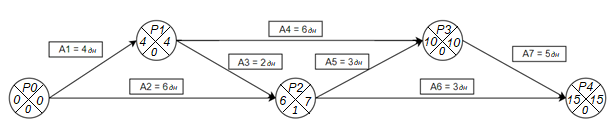 P1
4 4
0
A4 = 6дн
P3
10 10
0
A1 = 4дн
A3 = 2дн
A5 = 3дн
A7 = 5дн
P0
0 0
0
A2 = 6дн
P2
6 7
1
A6 = 3дн
P4
15 15
0